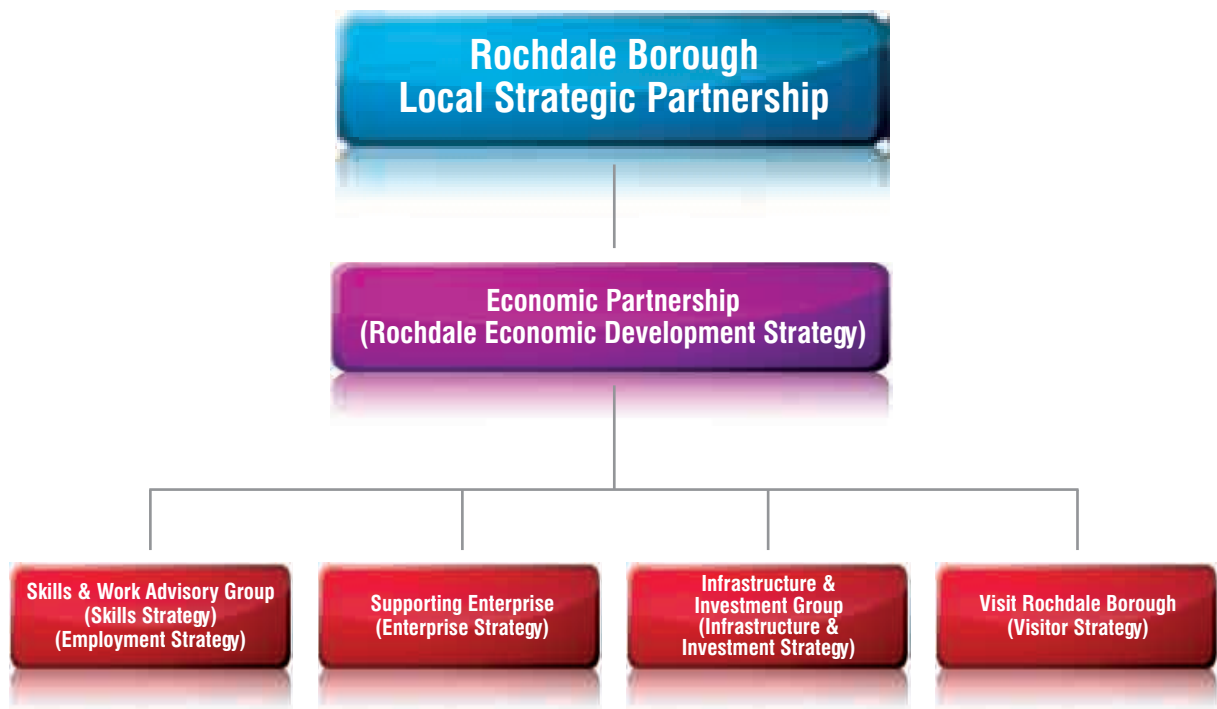 Rochdale Borough
Local Strategic Partnership
Economic Partnership
(Rochdale Economic Development Strategy)
Skills & Work Advisory Group
(Skills Strategy)
(Employment Strategy)
Supporting Enterprise
(Enterprise Strategy)
Infrastructure &
Investment Group
(Infrastructure &
Investment Strategy)
Visit Rochdale Borough
(Visitor Strategy)